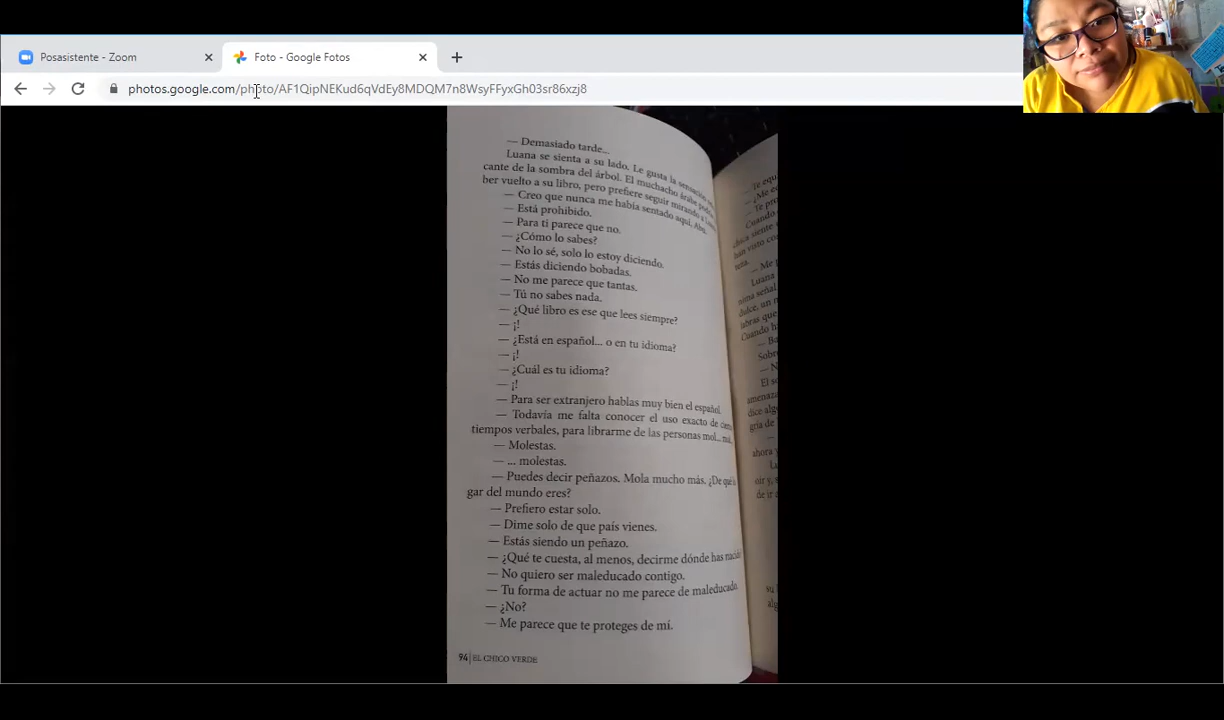 Posasistente - Zoom
Foto - Google Fotos
photos.google.com/photo/AF1QipNEKud6qVdEy8MDQM7n8WsyFFyxGh03sr86xzj8
— Demasiado tarde...
Luana se sienta a su lado. Le gusta la sensación
cante de la sombra del árbol. El muchacho árabe podría
ber vuelto a su libro, pero prefiere seguir mirando a
— Creo que nunca me había sentado aquí, Abu.
— Está prohibido.
— Para ti parece que no.
— ¿Cómo lo sabes?
— No lo sé, solo lo estoy diciendo.
— Estás diciendo bobadas.
— No me parece que tantas.
— Tú no sabes nada.
— ¿Qué libro es ese que lees siempre?
— ¡!
— ¿Está en español... o en tu idioma?
— ¡!
— ¿Cuál es tu idioma?
— ¡!
— Para ser extranjero hablas muy bien el español.
— Todavía me falta conocer el uso exacto de
tiempos verbales, para librarme de las personas mol...
— Molestas.
— ... molestas.
— Puedes decir peñazos. Mola mucho más. ¿De qué
gar del mundo eres?
— Prefiero estar solo.
— Dime solo de que país vienes.
— Estás siendo un peñazo.
— ¿Qué te cuesta, al menos, decirme dónde has
— No quiero ser maleducado contigo.
— Tu forma de actuar no me parece de maleducado.
— ¿No?
— Me parece que te proteges de mí.
94 | EL CHICO VERDE